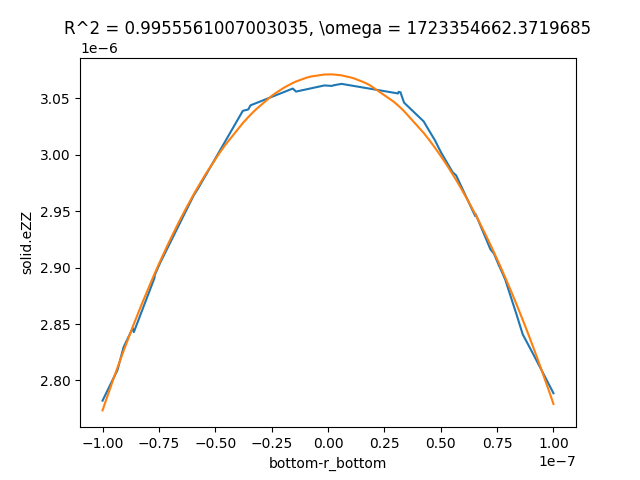 R^2 = 0.9955561007003035, \omega = 1723354662.3719685
1e−6
3.05
3.00
2.95
2.90
2.85
2.80
solid.eZZ
−1.00 −0.75 −0.50 −0.25 0.00 0.25 0.50 0.75 1.00
bottom-r_bottom
1e−7